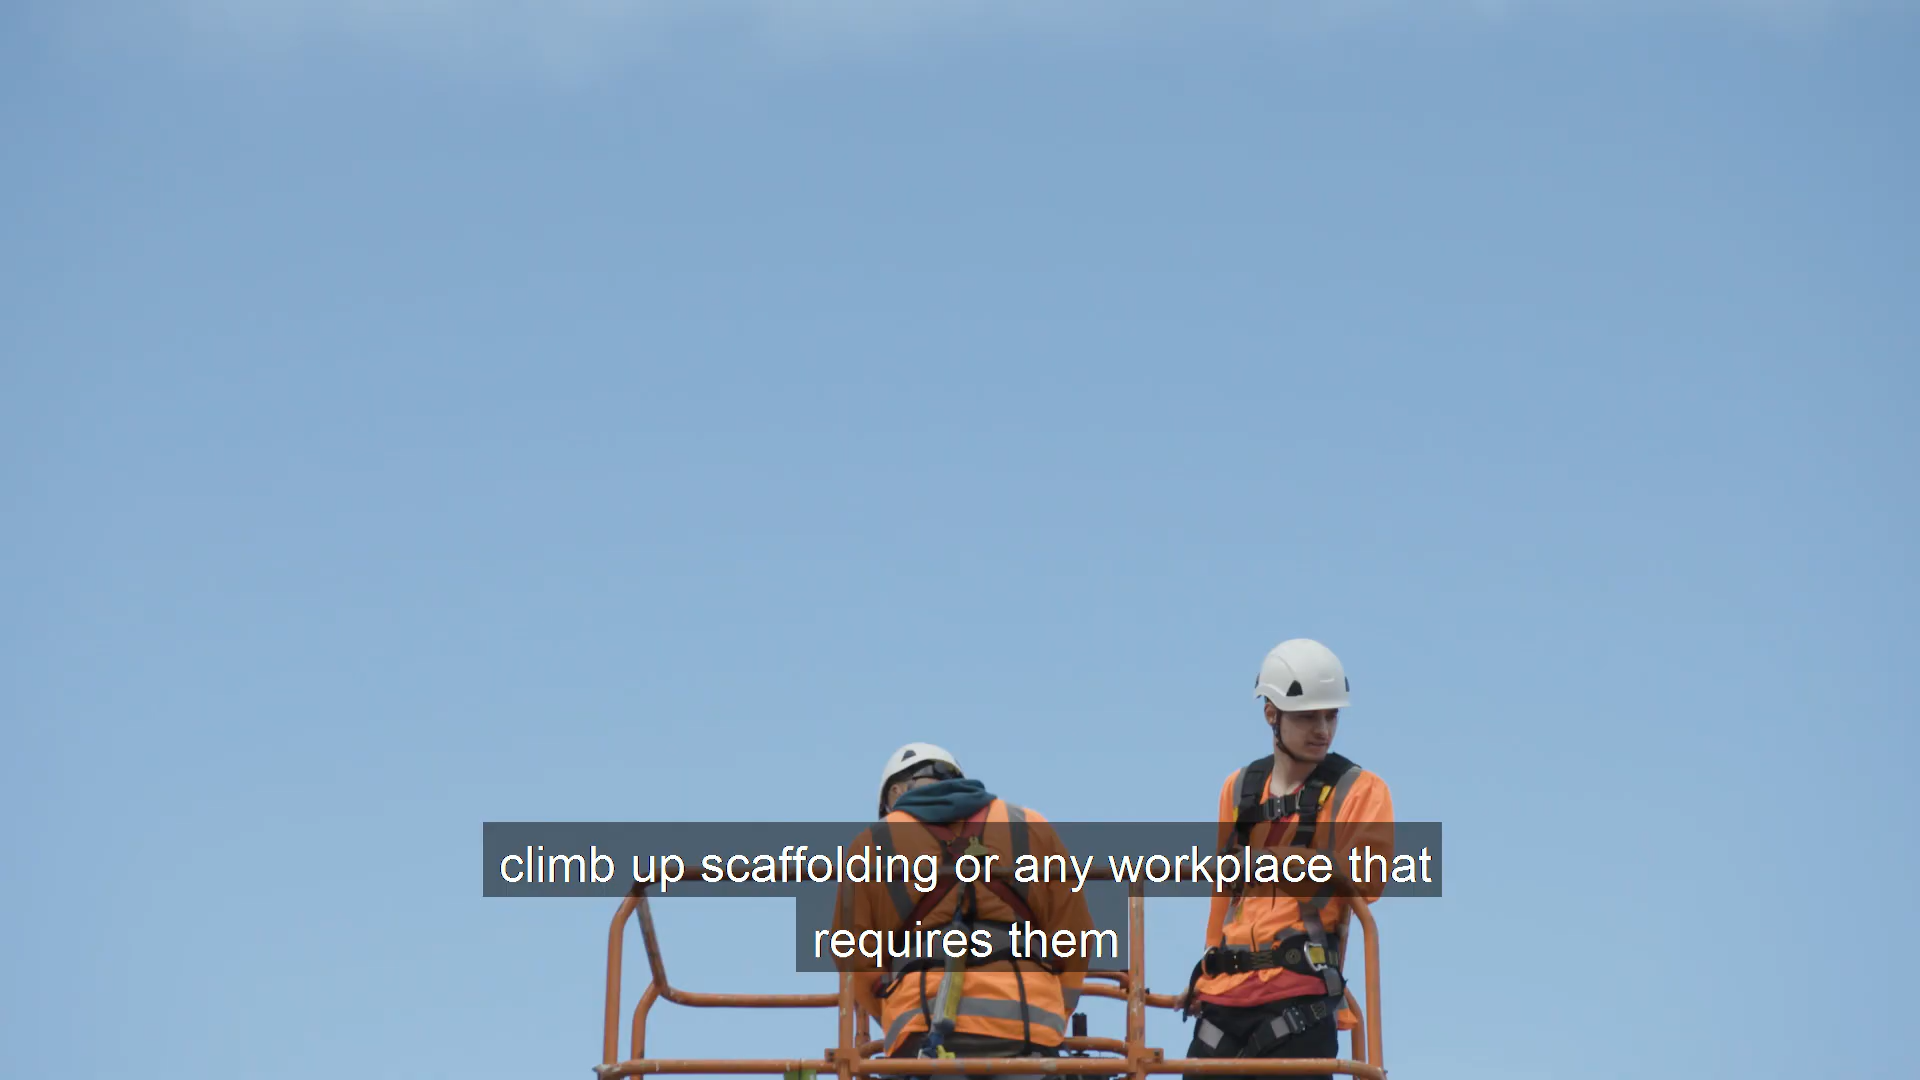 climb up scaffolding or any workplace that
requires them